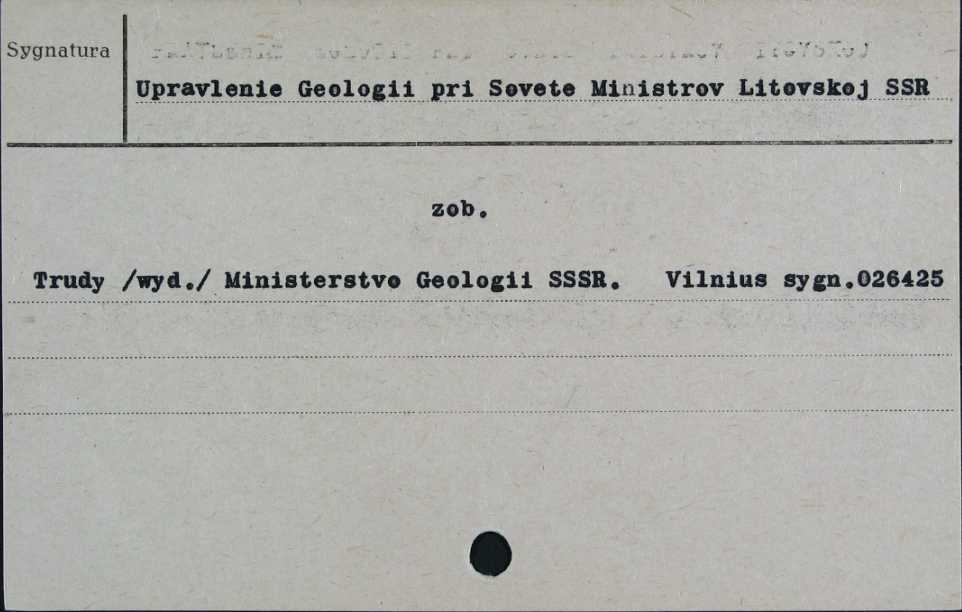 Sygnatura
Upravlenie Geologii pri Sovete Ministrov Litovskoj SSR
zob.
Trudy /wyd./ Ministerstvo Geologii SSSR. Vilnius sygn.026425